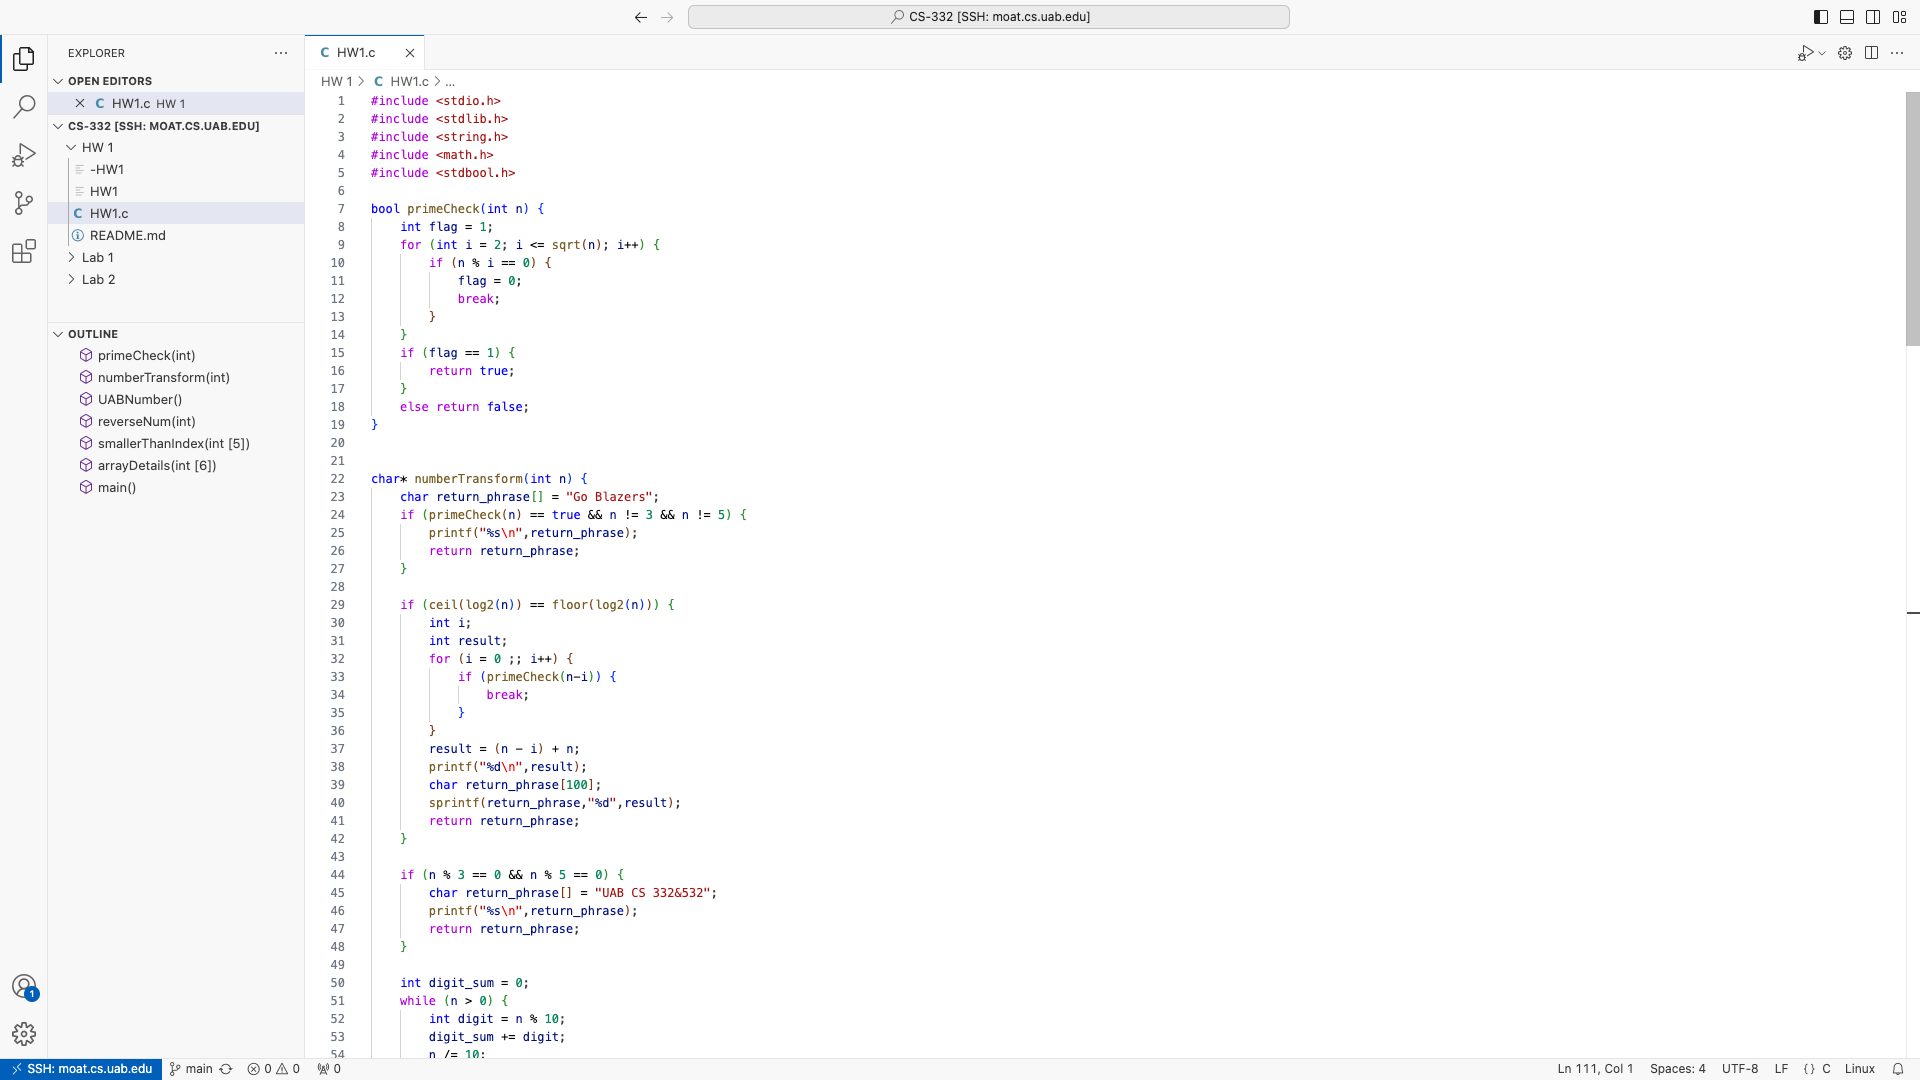 CS-332 [SSH: moat.cs.uab.edu]
EXPLORER
OPEN EDITORS
HW1.c HW 1
CS-332 [SSH: MOAT.CS.UAB.EDU]
HW 1
-HW1
HW1
HW1.c
README.md
Lab 1
Lab 2
OUTLINE
primeCheck(int)
numberTransform(int)
UABNumber()
reverseNum(int)
smallerThanIndex(int [5])
arrayDetails(int [6])
main()
1
HW1.c
HW 1 > HW1.c > ...
1 #include <stdio.h>
2 #include <stdlib.h>
3 #include <string.h>
4 #include <math.h>
5 #include <stdbool.h>
6
7 bool primeCheck(int n) {
8 int flag = 1;
9 for (int i = 2; i <= sqrt(n); i++) {
10 if (n % i == 0) {
11 flag = 0;
12 break;
13 }
14 }
15 if (flag == 1) {
16 return true;
17 }
18 else return false;
19 }
20
21
22 char* numberTransform(int n) {
23 char return_phrase[] = "Go Blazers";
24 if (primeCheck(n) == true && n != 3 && n != 5) {
25 printf("%s\n",return_phrase);
26 return return_phrase;
27 }
28
29 if (ceil(log2(n)) == floor(log2(n))) {
30 int i;
31 int result;
32 for (i = 0 ;; i++) {
33 if (primeCheck(n-i)) {
34 break;
35 }
36 }
37 result = (n - i) + n;
38 printf("%d\n",result);
39 char return_phrase[100];
40 sprintf(return_phrase,"%d",result);
41 return return_phrase;
42 }
43
44 if (n % 3 == 0 && n % 5 == 0) {
45 char return_phrase[] = "UAB CS 332&532";
46 printf("%s\n",return_phrase);
47 return return_phrase;
48 }
49
50 int digit_sum = 0;
51 while (n > 0) {
52 int digit = n % 10;
53 digit_sum += digit;
54 n /= 10;
SSH: moat.cs.uab.edu main 0 0 0 Ln 111, Col 1 Spaces: 4 UTF-8 LF {} C Linux